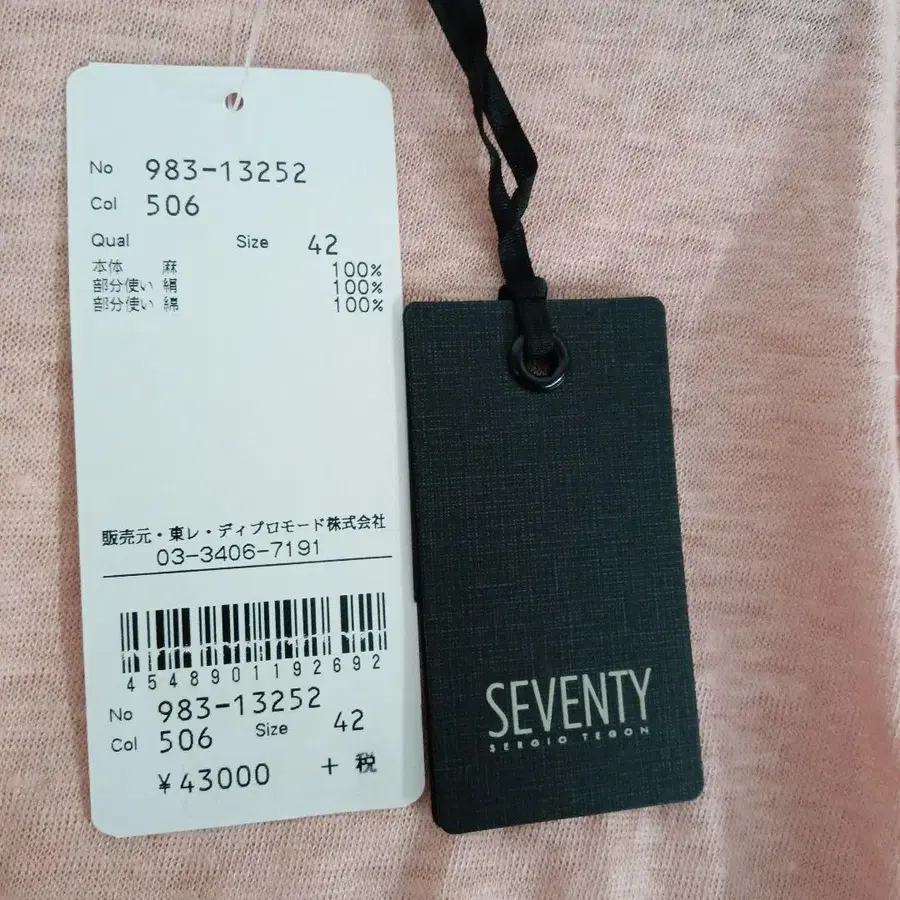 No 983-13252
Col 506
Qual Size 42
本体 麻 100%
部分使い 絹 100%
部分使い 綿 100%
販売元・東レ・ディプロモード株式会社
03-3406-7191
4548901192692
No 983-13252
Col 506 Size 42
¥43000 + 税
SEVENTY
SERGIO TEGON